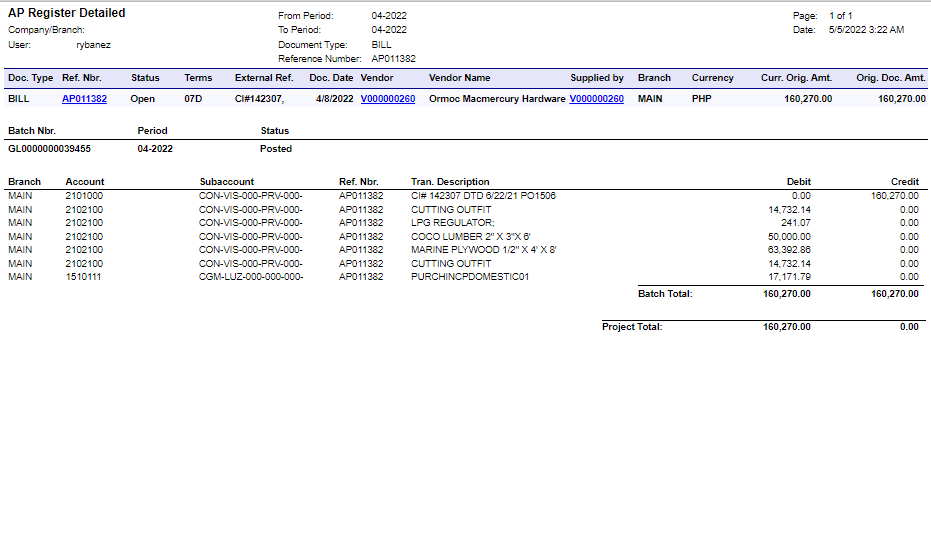 AP Register Detailed From Period: 04-2022 Page: 1 of 1
Company/Branch: To Period: 04-2022 Date: 5/5/2022 3:22 AM
User: rybanez Document Type: BILL
Reference Number: AP011382
Doc. Type Ref. Nbr. Status Terms External Ref. Doc. Date Vendor Vendor Name Supplied by Branch Currency Curr. Orig. Amt. Orig. Doc. Amt.
BILL AP011382 Open 07D CI#142307, 4/8/2022 V000000260 Ormoc Macmercury Hardware V000000260 MAIN PHP 160,270.00 160,270.00
Batch Nbr. Period Status
GL0000000039455 04-2022 Posted
Branch Account Subaccount Ref. Nbr. Tran. Description Debit Credit
MAIN 2101000 CON-VIS-000-PRV-000- AP011382 CI# 142307 DTD 6/22/21 PO1506 0.00 160,270.00
MAIN 2102100 CON-VIS-000-PRV-000- AP011382 CUTTING OUTFIT 14,732.14 0.00
MAIN 2102100 CON-VIS-000-PRV-000- AP011382 LPG REGULATOR; 241.07 0.00
MAIN 2102100 CON-VIS-000-PRV-000- AP011382 COCO LUMBER 2" X 3"X 6' 50,000.00 0.00
MAIN 2102100 CON-VIS-000-PRV-000- AP011382 MARINE PLYWOOD 1/2" X 4' X 8' 63,392.86 0.00
MAIN 2102100 CON-VIS-000-PRV-000- AP011382 CUTTING OUTFIT 14,732.14 0.00
MAIN 1510111 CGM-LUZ-000-000-000- AP011382 PURCHINCPDOMESTIC01 17,171.79 0.00
Batch Total: 160,270.00 160,270.00
Project Total: 160,270.00 0.00